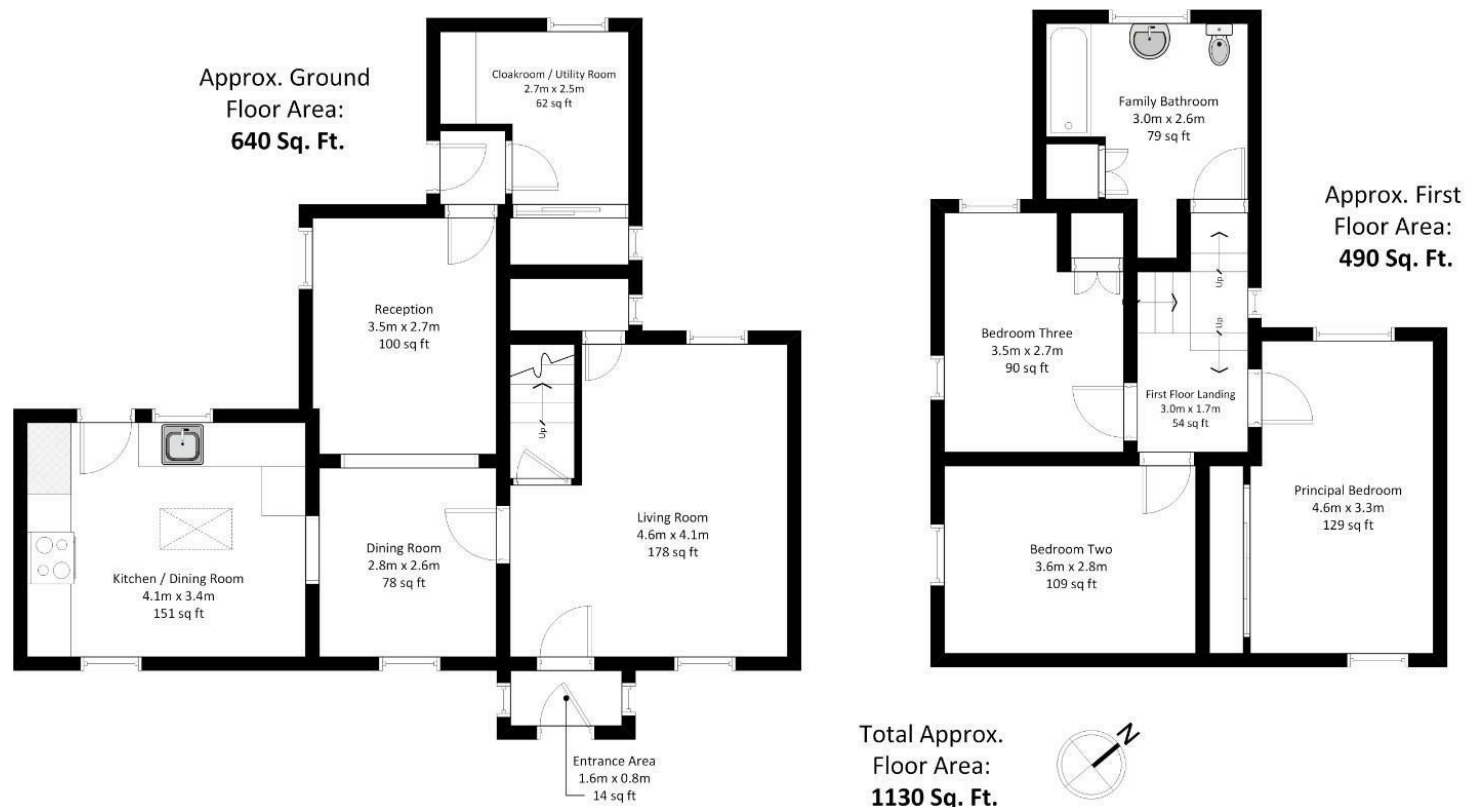 Approx. Ground
Floor Area:
640 Sq. Ft.
Cloakroom / Utility Room
2.7m x 2.5m
62 sq ft
Reception
3.5m x 2.7m
100 sq ft
Up
Kitchen / Dining Room
4.1m x 3.4m
151 sq ft
Dining Room
2.8m x 2.6m
78 sq ft
Living Room
4.6m x 4.1m
178 sq ft
Entrance Area
1.6m x 0.8m
14 sq ft
Family Bathroom
3.0m x 2.6m
79 sq ft
Approx. First
Floor Area:
490 Sq. Ft.
Up
Up
Bedroom Three
3.5m x 2.7m
90 sq ft
First Floor Landing
3.0m x 1.7m
54 sq ft
Principal Bedroom
4.6m x 3.3m
129 sq ft
Bedroom Two
3.6m x 2.8m
109 sq ft
Total Approx.
Floor Area:
1130 Sq. Ft.
N